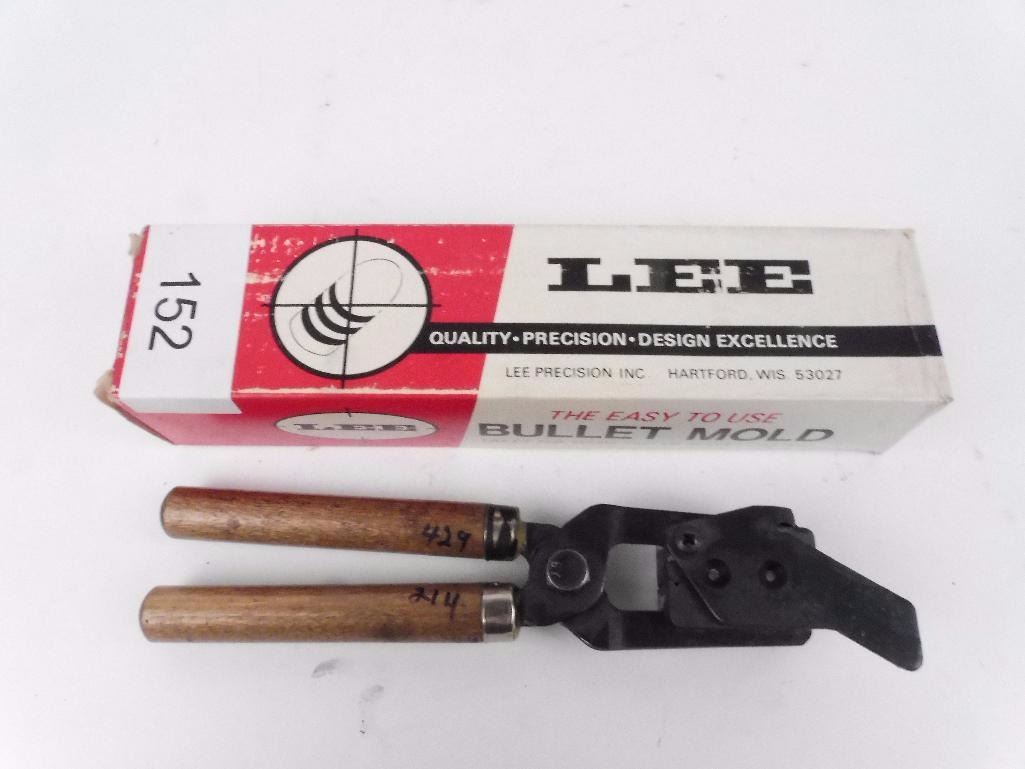 152
LEE
QUALITY•PRECISION•DESIGN EXCELLENCE
LEE PRECISION INC. HARTFORD, WIS. 53027
LEE
THE EASY TO USE
BULLET MOLD
429
214